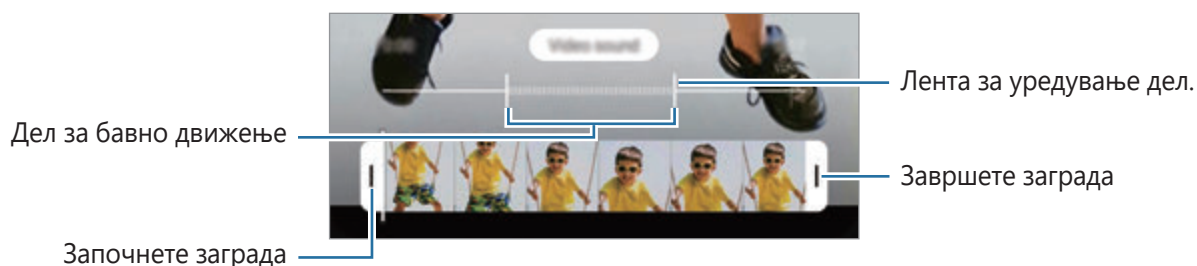 Video sound
Лента за уредување дел.
Дел за бавно движење
Завршете заграда
Започнете заграда